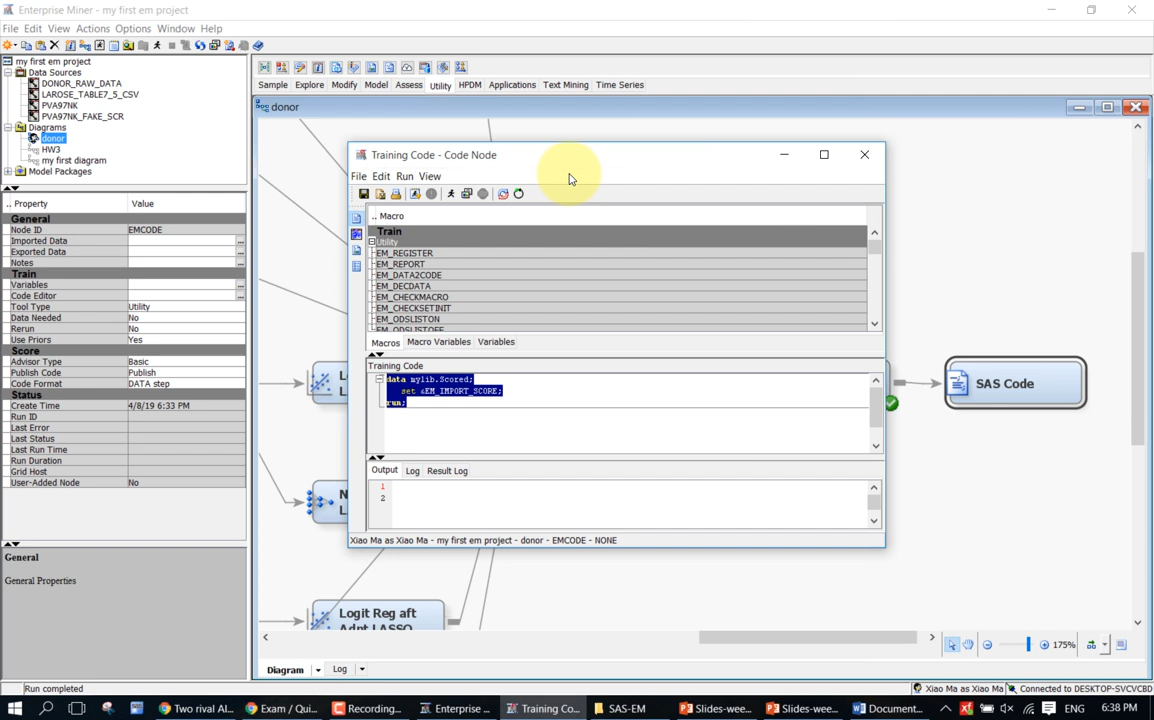 Enterprise Miner - my first em project
File Edit View Actions Options Window Help
my first em project
Data Sources
DONOR_RAW_DATA
LAROSE_TABLE7_5_CSV
PVA97NK
PVA97NK_FAKE_SCR
Diagrams
donor
HW3
my first diagram
Model Packages
Sample Explore Modify Model Assess Utility HPDM Applications Text Mining Time Series
donor
.. Property Value
General
Node ID EMCODE
Imported Data ...
Exported Data ...
Notes ...
Train
Variables ...
Code Editor ...
Tool Type Utility
Data Needed No
Rerun No
Use Priors Yes
Score
Advisor Type Basic
Publish Code Publish
Code Format DATA step
Status
Create Time 4/8/19 6:33 PM
Run ID
Last Error
Last Status
Last Run Time
Run Duration
Grid Host
User-Added Node No
General
General Properties
Training Code - Code Node
File Edit Run View
.. Macro
Train
Utility
EM_REGISTER
EM_REPORT
EM_DATA2CODE
EM_DECDATA
EM_CHECKMACRO
EM_CHECKSETINIT
EM_ODSLISTON
EM_ODSLISTOFF
Macros Macro Variables Variables
Training Code
data mylib.Scored;
set &EM_IMPORT_SCORE;
run;
Output Log Result Log
1
2
Xiao Ma as Xiao Ma - my first em project - donor - EMCODE - NONE
SAS Code
Logit Reg aft
Adpt LASSO
175%
Diagram Log
Run completed
Xiao Ma as Xiao Ma Connected to DESKTOP-SVCVCBD
Two rival Al... Exam / Qui... Recording... Enterprise ... Training Co... SAS-EM Slides-wee... Slides-wee... Document... ENG 6:38 PM